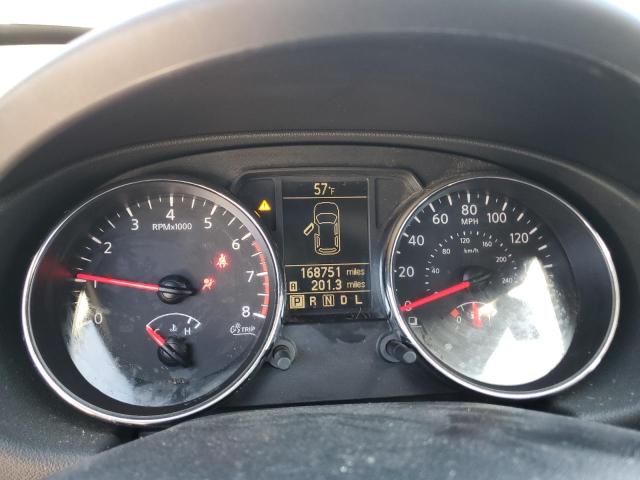 57°F
168751 miles
B 201.3 miles
P R N D L
0 1 2 3 4 5 6 7 8
RPMx1000
C H
TRIP
0 20 40 60 80 100 120
MPH
40 80 120 160 200 240
km/h
0